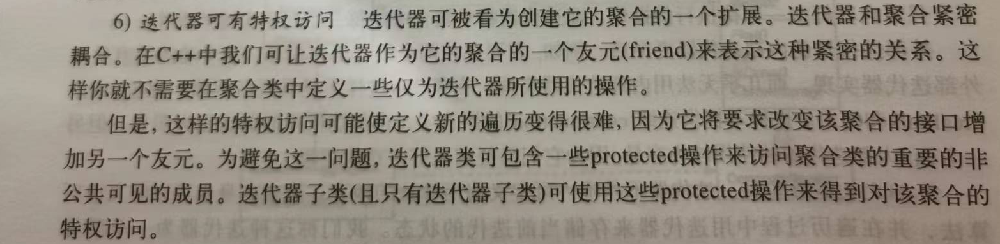 6) 迭代器可有特权访问 迭代器可被看为创建它的聚合的一个扩展。迭代器和聚合紧密
耦合。在C++中我们可让迭代器作为它的聚合的一个友元(friend)来表示这种紧密的关系。这
样你就不需要在聚合类中定义一些仅为迭代器所使用的操作。
但是, 这样的特权访问可能使定义新的遍历变得很难, 因为它将要求改变该聚合的接口增
加另一个友元。为避免这一问题, 迭代器类可包含一些protected操作来访问聚合类的重要的非
公共可见的成员。迭代器子类(且只有迭代器子类)可使用这些protected操作来得到对该聚合的
特权访问。